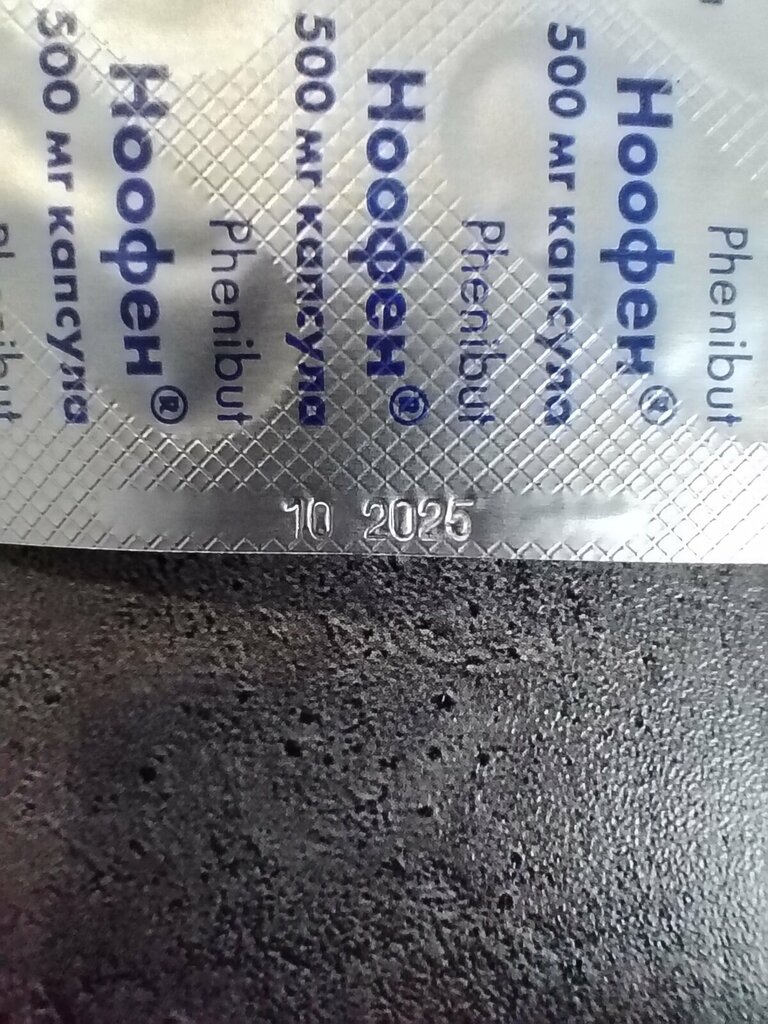 Phenibut
Ноофен®
500 мг капсула
Phenibut
Ноофен®
500 мг капсула
Phenibut
Ноофен®
500 мг капсула
10 2025